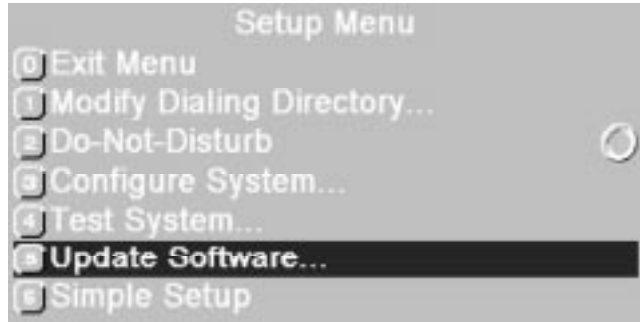 Setup Menu
0 Exit Menu
1 Modify Dialing Directory...
2 Do-Not-Disturb
3 Configure System...
4 Test System...
5 Update Software...
6 Simple Setup